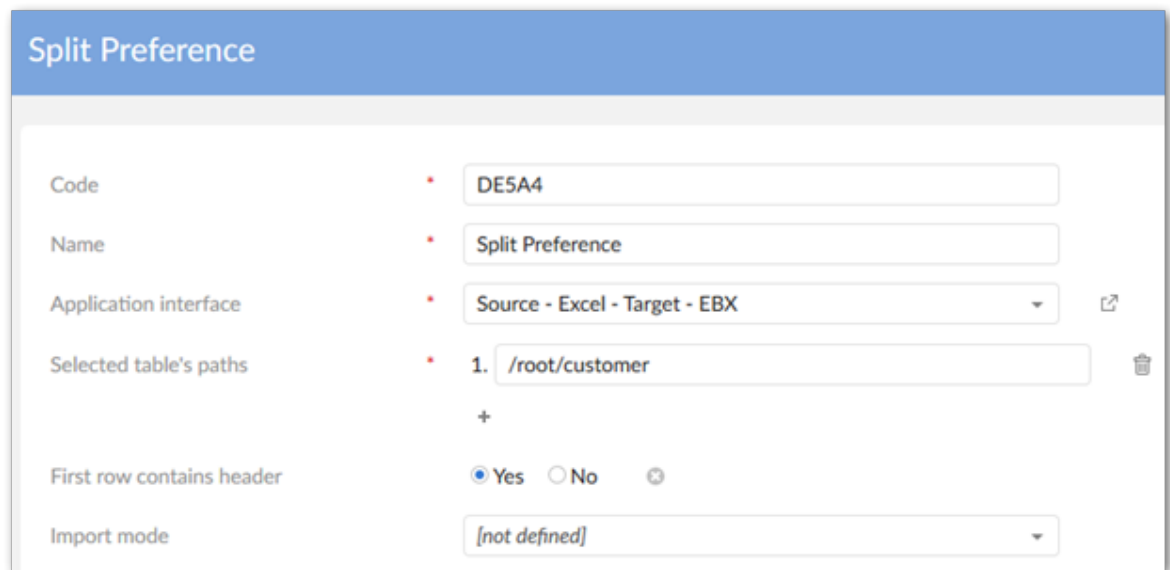 Split Preference
Code * DE5A4
Name * Split Preference
Application interface * Source - Excel - Target - EBX
Selected table's paths * 1. /root/customer
+
First row contains header Yes No
Import mode [not defined]